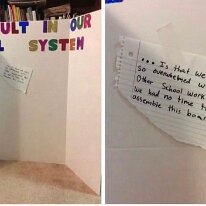 ULT IN OUR
L SYSTEM
... Is that we
so overwhelmed w
Other School work
we had no time t
assemble this boar